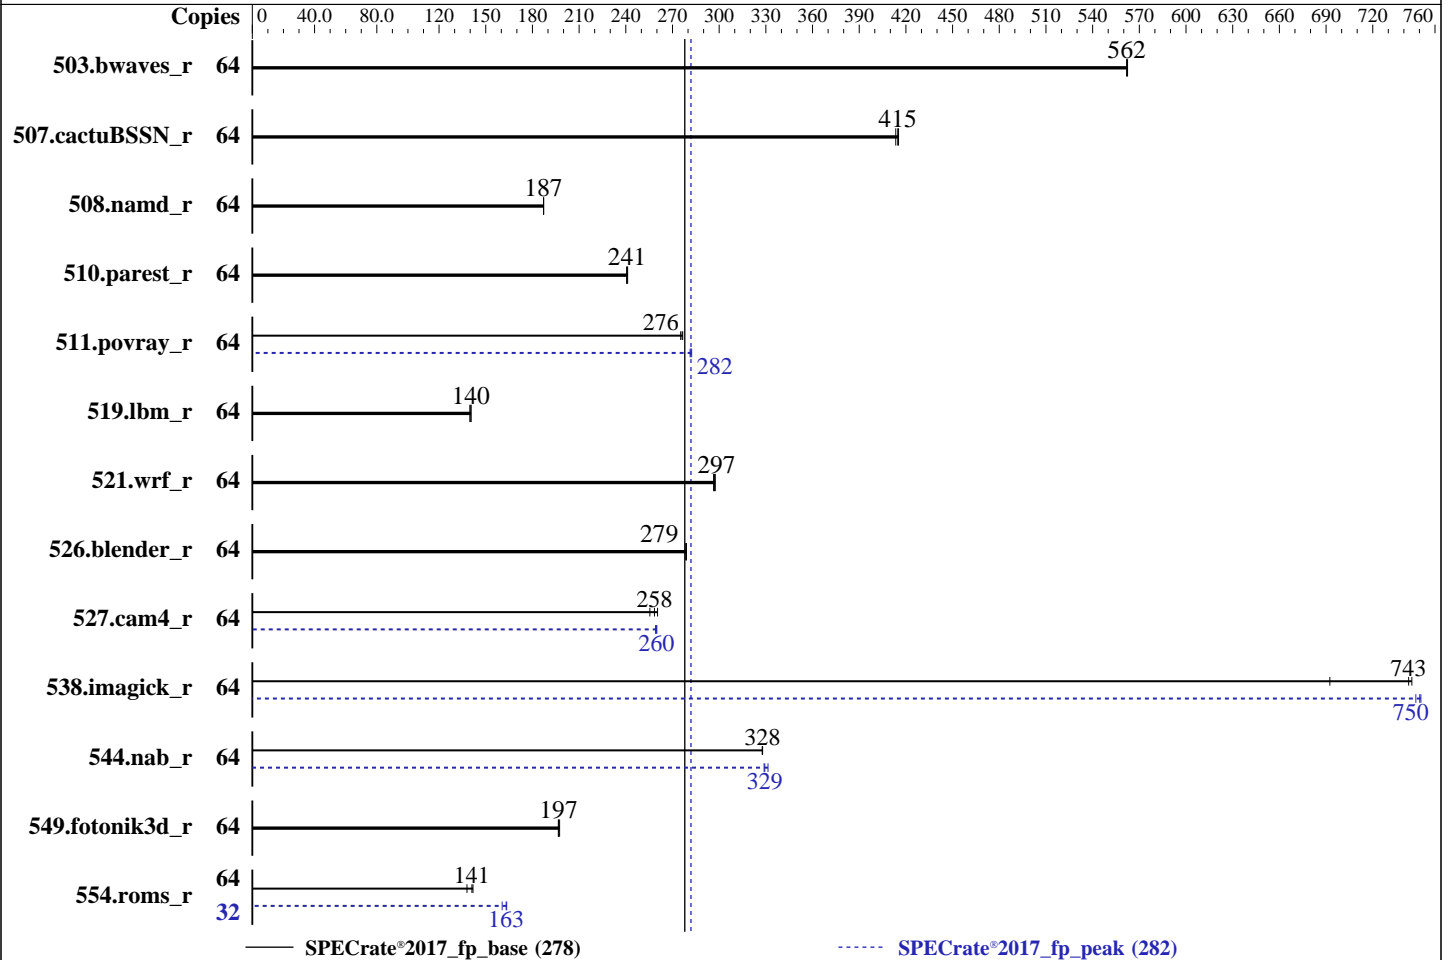 Copies 0 40.0 80.0 120 150 180 210 240 270 300 330 360 390 420 450 480 510 540 570 600 630 660 690 720 760
503.bwaves_r 64 562
507.cactuBSSN_r 64 415
508.namd_r 64 187
510.parest_r 64 241
511.povray_r 64 276
282
519.lbm_r 64 140
521.wrf_r 64 297
526.blender_r 64 279
527.cam4_r 64 258
260
538.imagick_r 64 743
750
544.nab_r 64 328
329
549.fotonik3d_r 64 197
554.roms_r 64 141
32 163
SPECrate®2017_fp_base (278) SPECrate®2017_fp_peak (282)